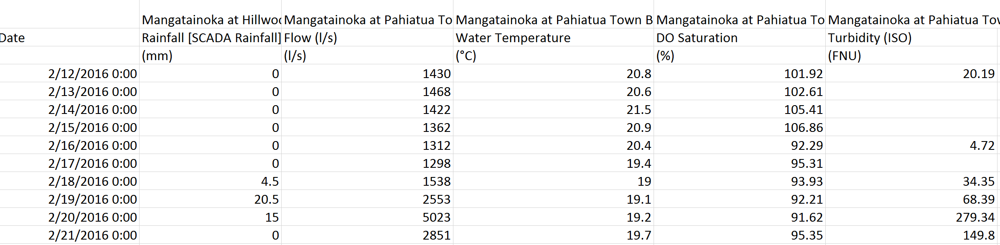 Mangatainoka at Hillwoo Mangatainoka at Pahiatua To Mangatainoka at Pahiatua Town B Mangatainoka at Pahiatua To Mangatainoka at Pahiatua Tow
Date Rainfall [SCADA Rainfall] Flow (l/s) Water Temperature DO Saturation Turbidity (ISO)
(mm) (l/s) (°C) (%) (FNU)
2/12/2016 0:00 0 1430 20.8 101.92 20.19
2/13/2016 0:00 0 1468 20.6 102.61
2/14/2016 0:00 0 1422 21.5 105.41
2/15/2016 0:00 0 1362 20.9 106.86
2/16/2016 0:00 0 1312 20.4 92.29 4.72
2/17/2016 0:00 0 1298 19.4 95.31
2/18/2016 0:00 4.5 1538 19 93.93 34.35
2/19/2016 0:00 20.5 2553 19.1 92.21 68.39
2/20/2016 0:00 15 5023 19.2 91.62 279.34
2/21/2016 0:00 0 2851 19.7 95.35 149.8